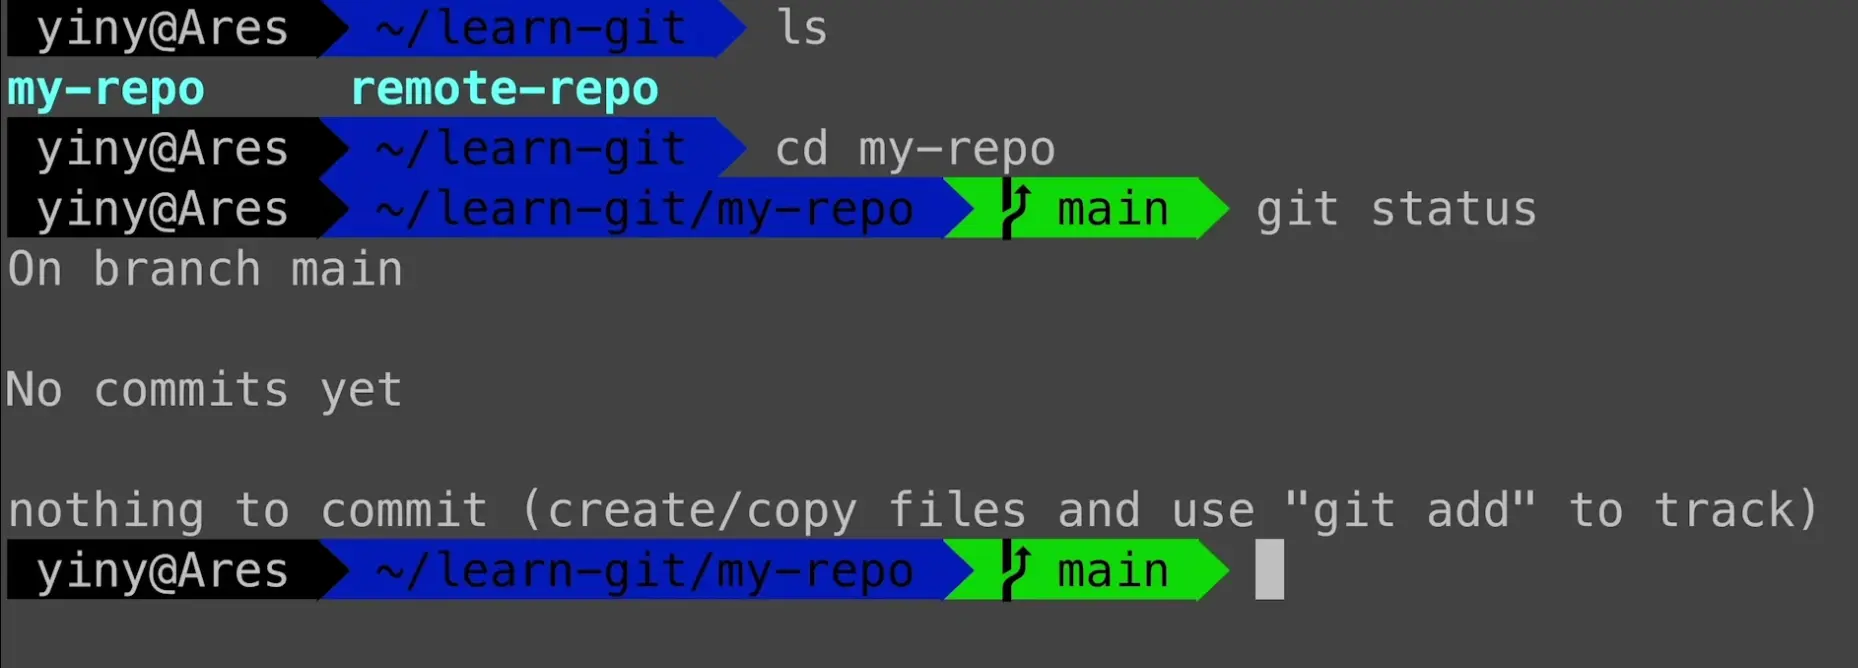 yiny@Ares ~/learn-git ls
my-repo remote-repo
yiny@Ares ~/learn-git cd my-repo
yiny@Ares ~/learn-git/my-repo main git status
On branch main
No commits yet
nothing to commit (create/copy files and use "git add" to track)
yiny@Ares ~/learn-git/my-repo main